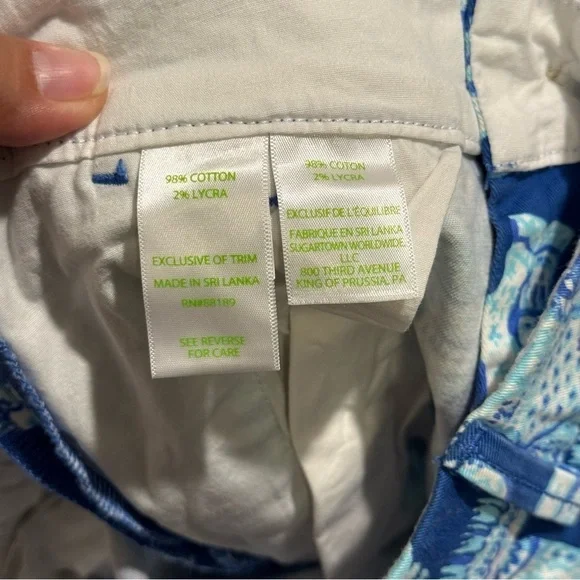 98% COTTON
2% LYCRA
EXCLUSIVE OF TRIM
MADE IN SRI LANKA
RN#88189
SEE REVERSE
FOR CARE
98% COTON
2% LYCRA
EXCLUSIF DE L'ÉQUILIBRE
FABRIQUE EN SRI LANKA
SUGARTOWN WORLDWIDE,
LLC
800 THIRD AVENUE,
KING OF PRUSSIA, PA